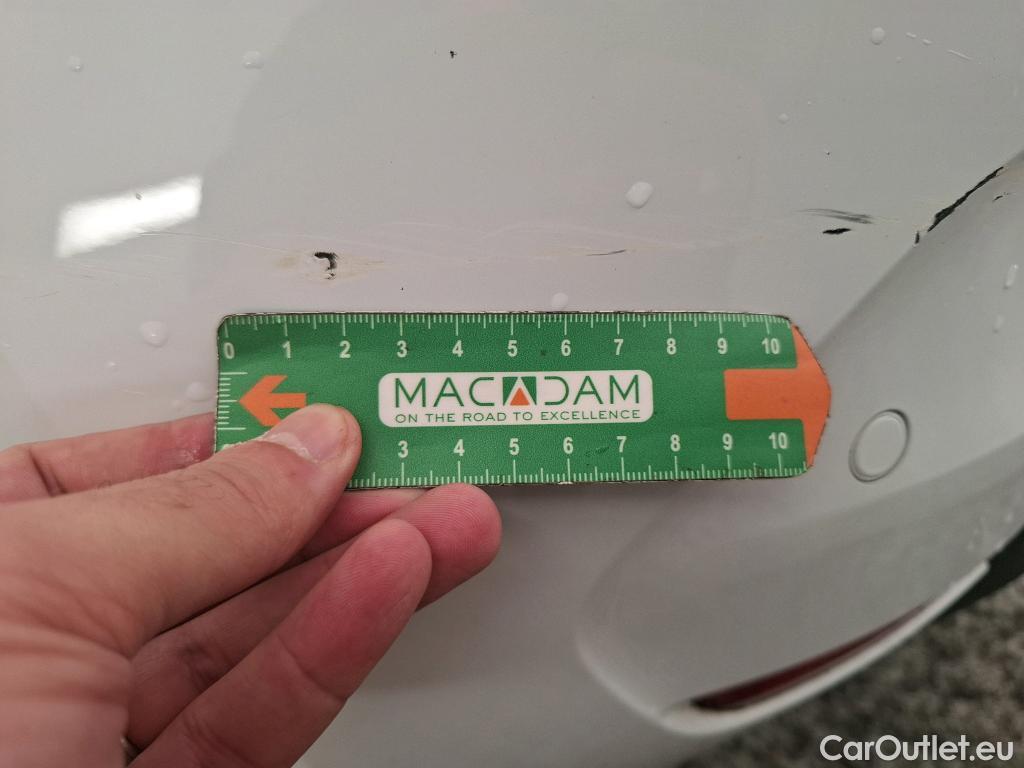 0 1 2 3 4 5 6 7 8 9 10
MACADAM
ON THE ROAD TO EXCELLENCE
3 4 5 6 7 8 9 10
CarOutlet.eu